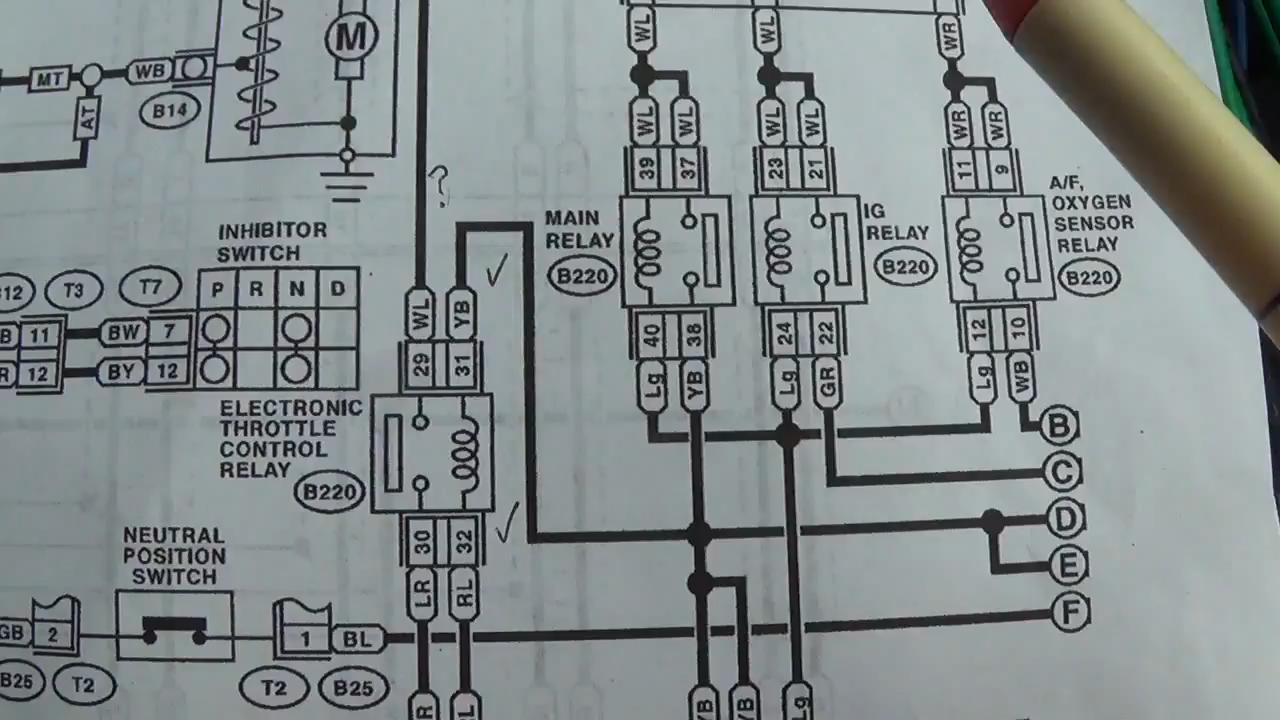 M
WL
WL
WR
MT
WB
B14
AT
WL
WL
WL
WL
WR
WR
39
37
23
21
11
9
?
INHIBITOR
SWITCH
P R N D
T3
T7
11
BW
7
12
BY
12
MAIN
RELAY
B220
IG
RELAY
B220
A/F,
OXYGEN
SENSOR
RELAY
B220
WL
YB
29
31
40
38
24
22
12
10
Lg
YB
Lg
GR
Lg
WB
ELECTRONIC
THROTTLE
CONTROL
RELAY
B220
B
C
D
E
F
30
32
LR
RL
NEUTRAL
POSITION
SWITCH
GB
2
1
BL
B25
T2
T2
B25
YB
YB
Lg